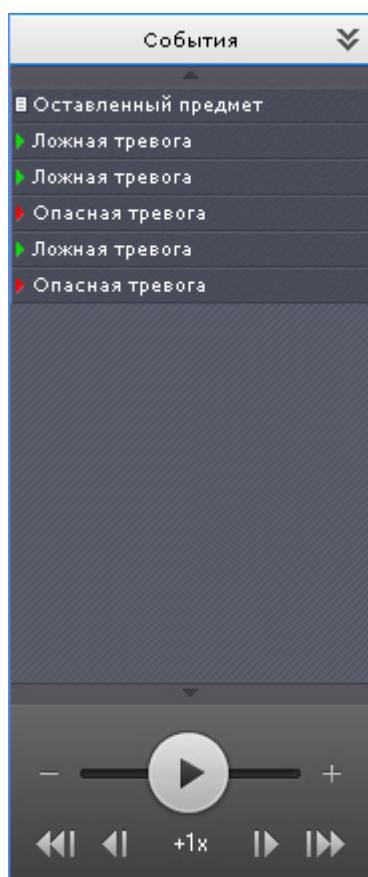 События
Оставленный предмет
Ложная тревога
Ложная тревога
Опасная тревога
Ложная тревога
Опасная тревога
− +
+1x